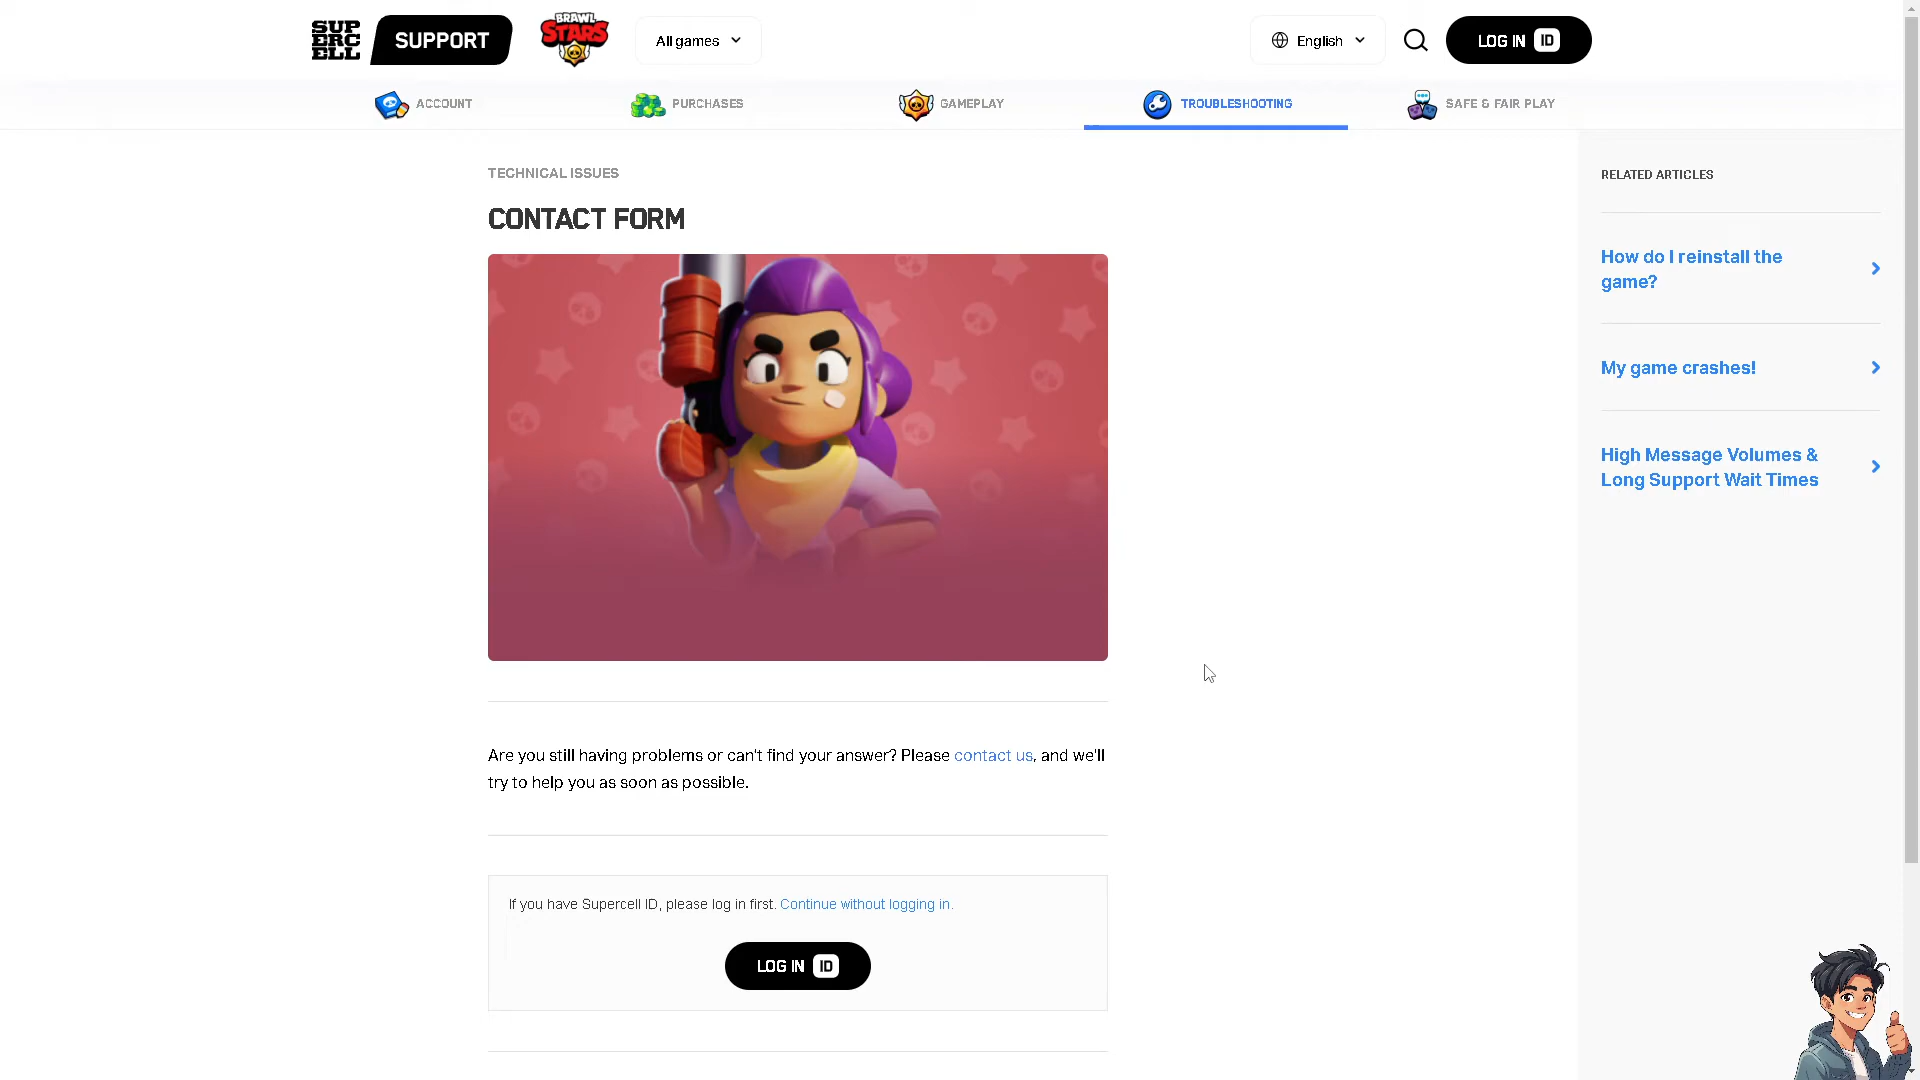 SUP
ERC
ELL
SUPPORT
BRAWL
STARS
All games
English
LOG IN ID
ACCOUNT
PURCHASES
GAMEPLAY
TROUBLESHOOTING
SAFE & FAIR PLAY
TECHNICAL ISSUES
CONTACT FORM
Are you still having problems or can't find your answer? Please contact us, and we'll
try to help you as soon as possible.
If you have Supercell ID, please log in first. Continue without logging in.
LOG IN ID
RELATED ARTICLES
How do I reinstall the
game?
My game crashes!
High Message Volumes &
Long Support Wait Times